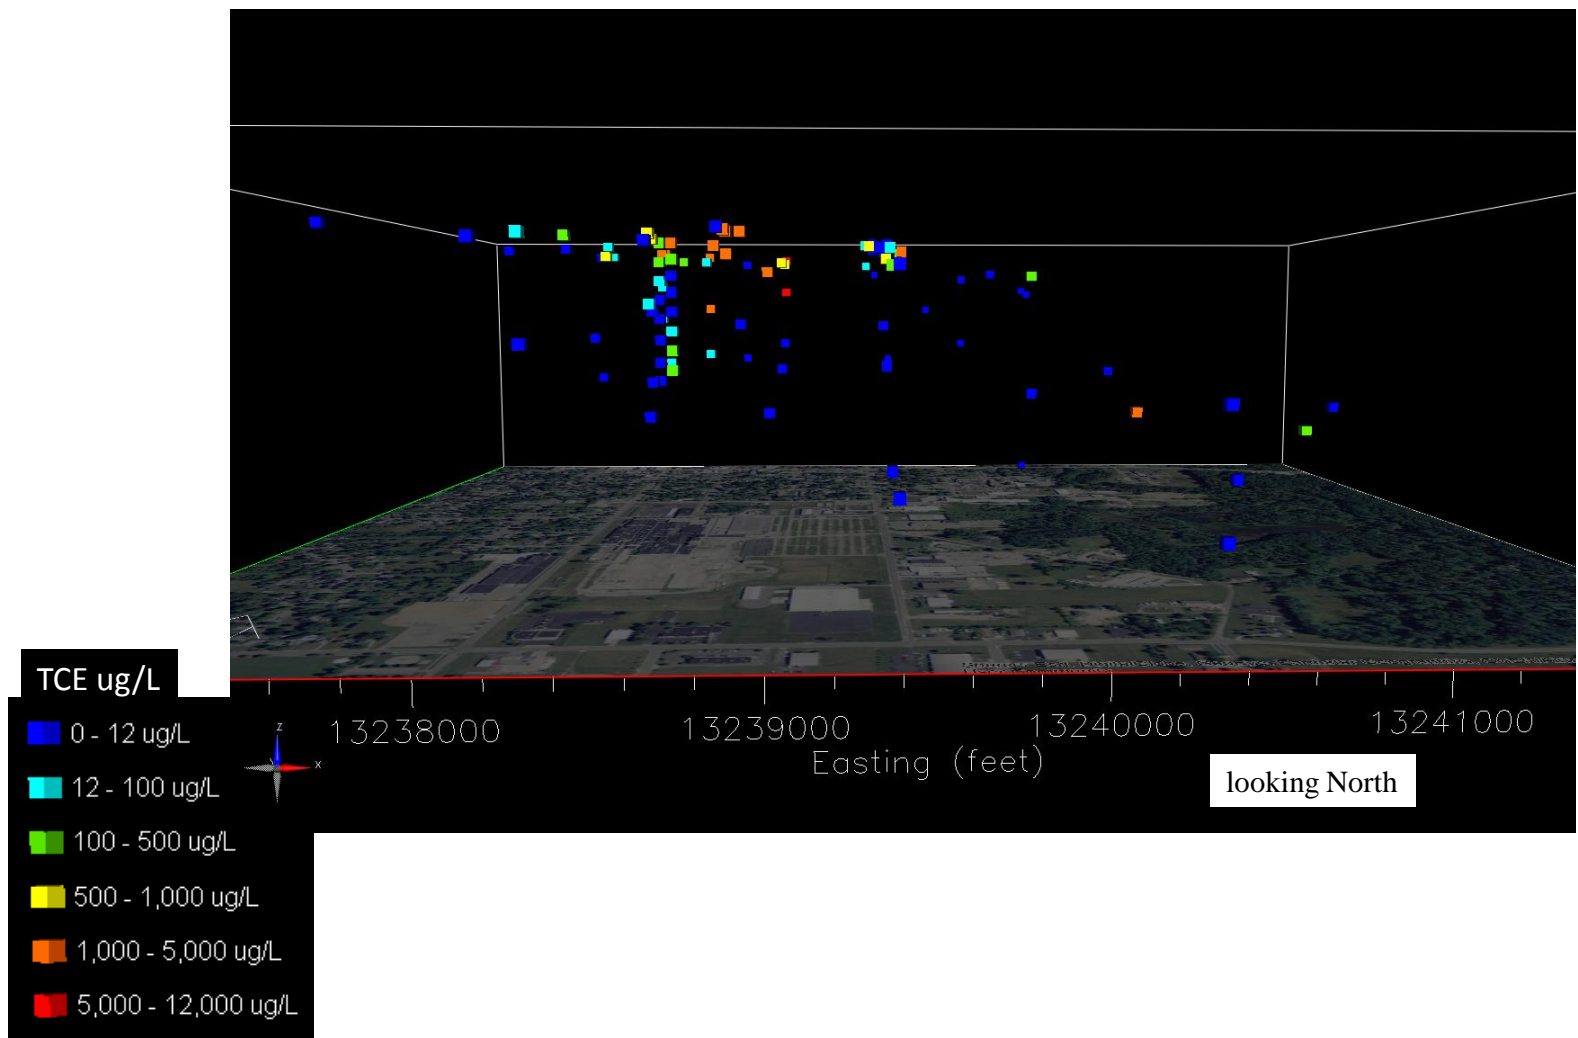 TCE ug/L
0 - 12 ug/L
12 - 100 ug/L
100 - 500 ug/L
500 - 1,000 ug/L
1,000 - 5,000 ug/L
5,000 - 12,000 ug/L
z
x
13238000
13239000
13240000
13241000
Easting (feet)
looking North